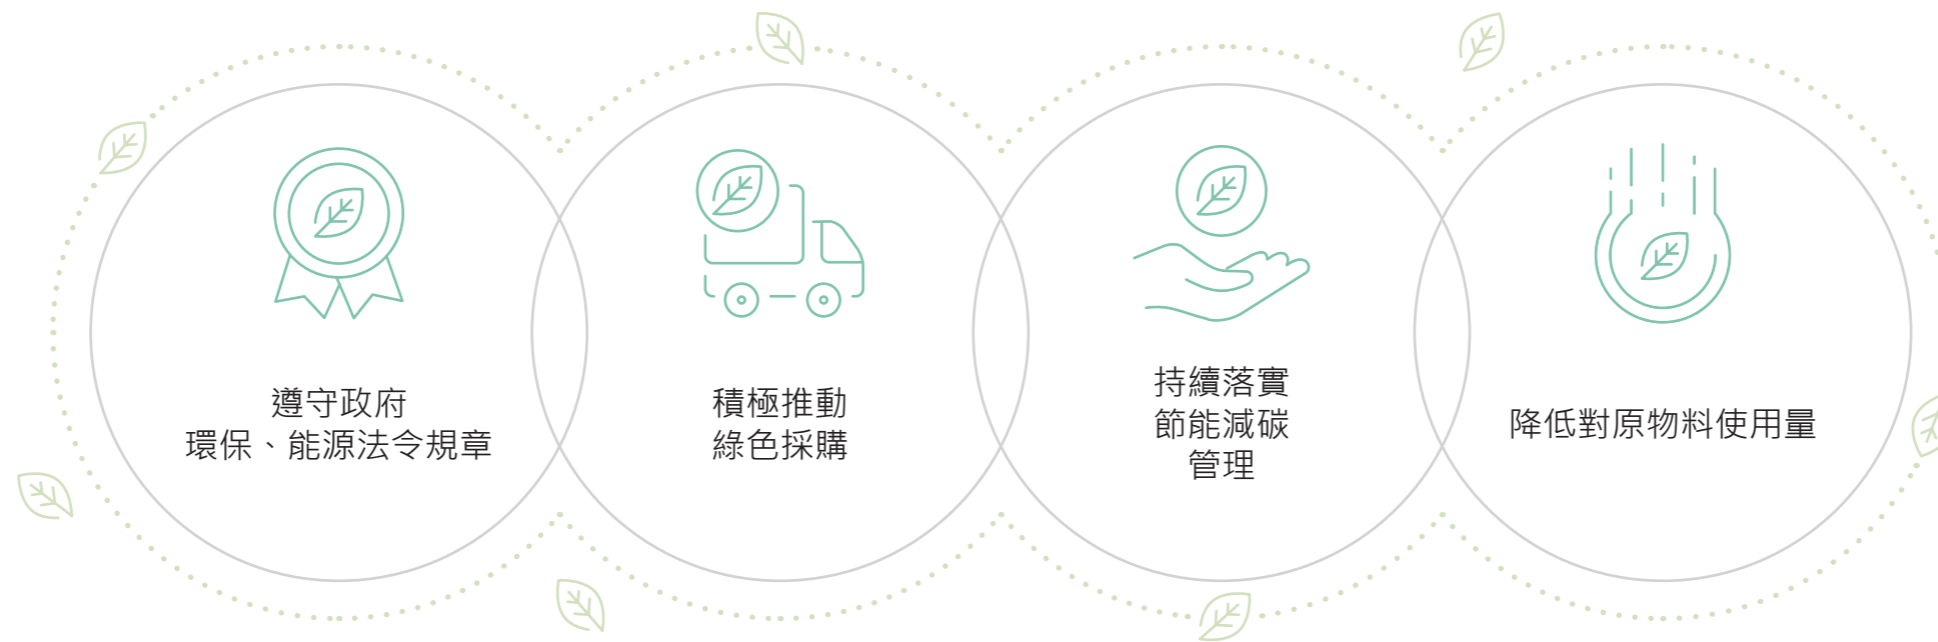 遵守政府
環保、能源法令規章
積極推動
綠色採購
持續落實
節能減碳
管理
降低對原物料使用量